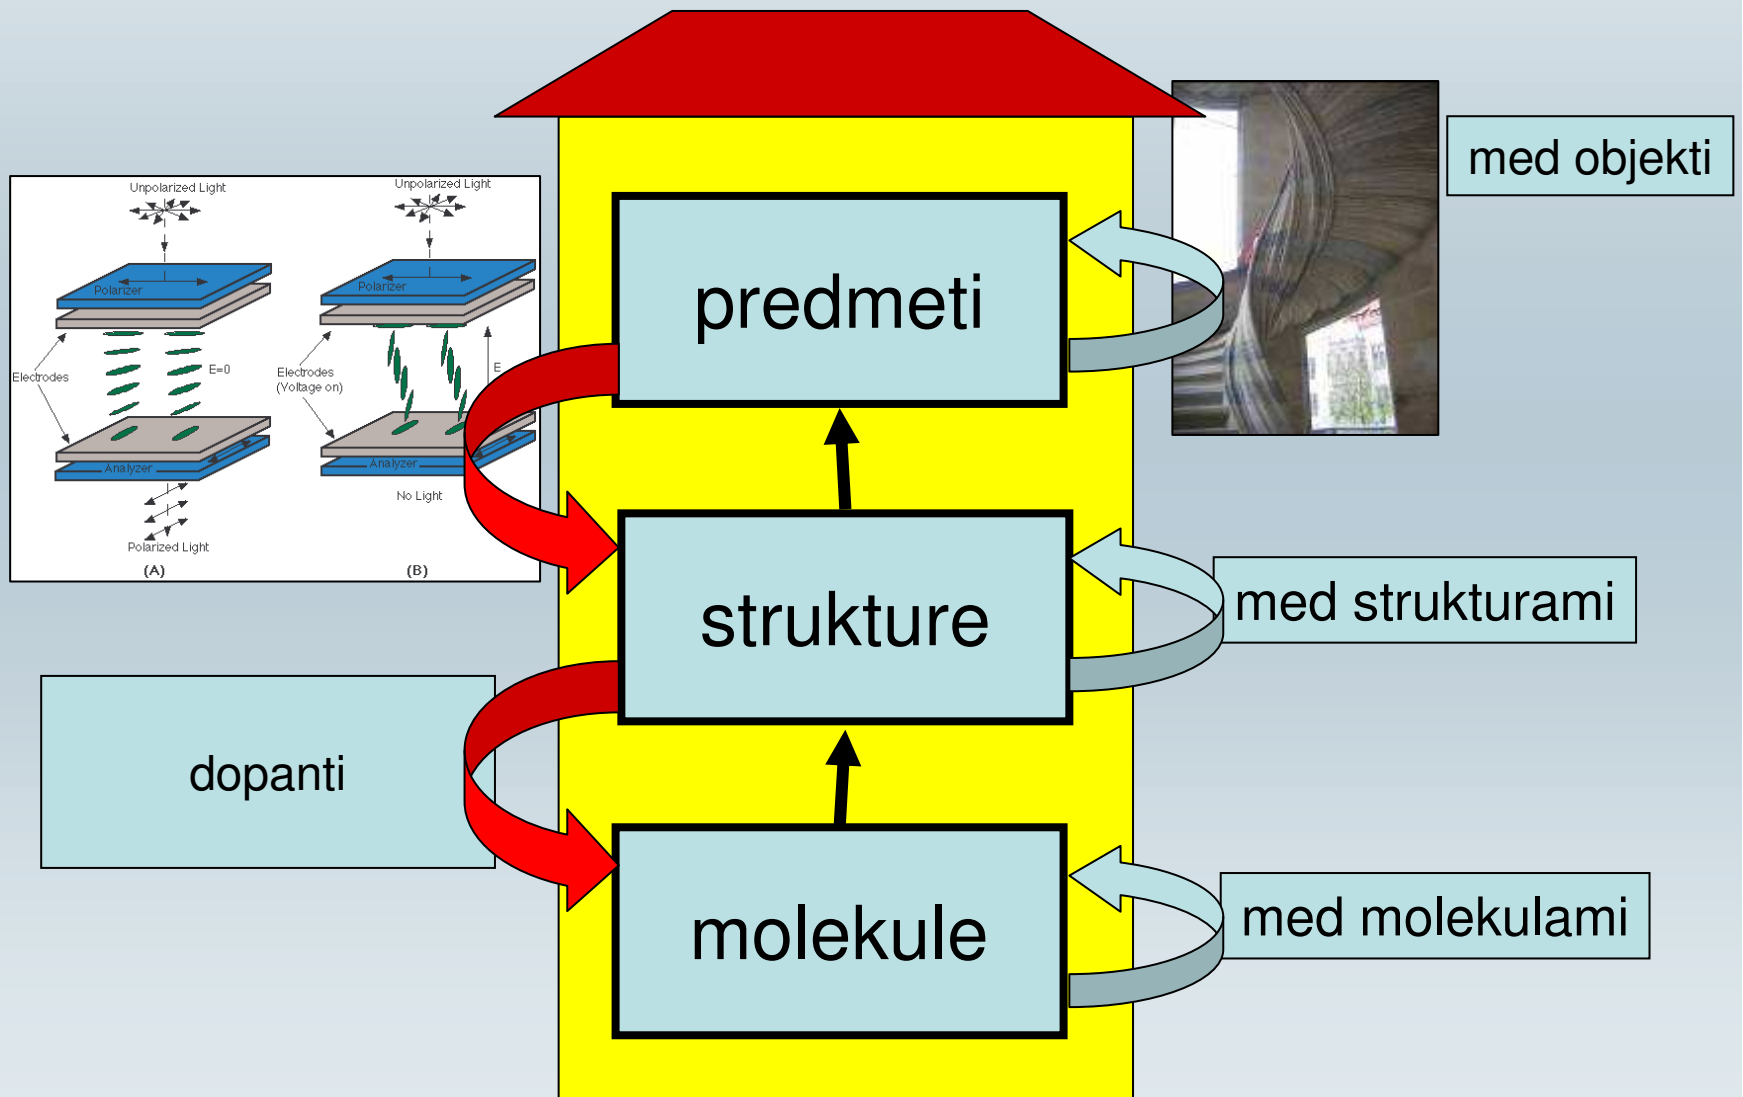 med objekti
Unpolarized Light
Unpolarized Light
Polarizer
Polarizer
predmeti
Electrodes
E=0
Electrodes
(Voltage on)
E
Analyzer
Analyzer
No Light
Polarized Light
(A)
(B)
strukture
med strukturami
dopanti
molekule
med molekulami